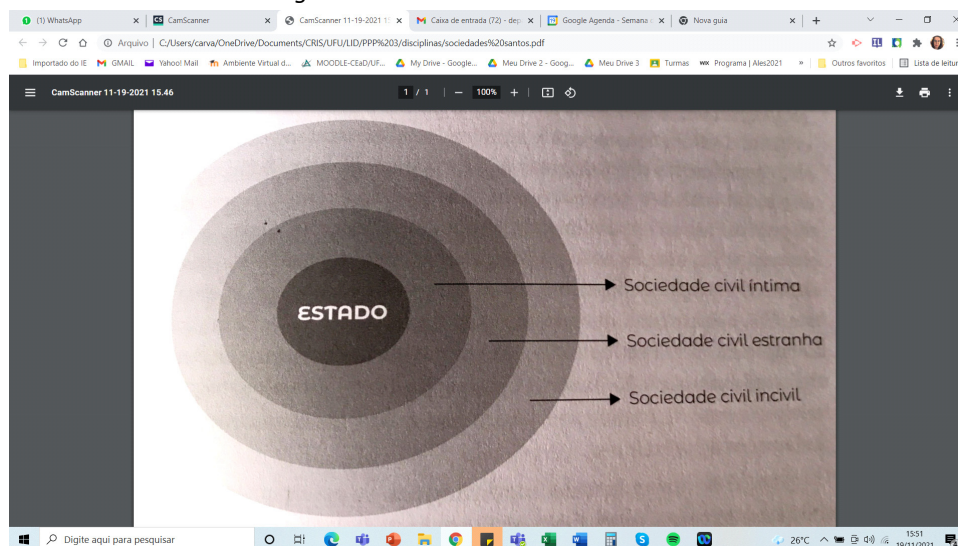 (1) WhatsApp
CamScanner
CamScanner 11-19-2021 1
Caixa de entrada (72) - dep
Google Agenda - Semana
Nova guia
Arquivo | C:/Users/carva/OneDrive/Documents/CRIS/UFU/LID/PPP%203/disciplinas/sociedades%20santos.pdf
Importado do IE
GMAIL
Yahoo! Mail
Ambiente Virtual d...
MOODLE-CEaD/UF...
My Drive - Google...
Meu Drive 2 - Goog...
Meu Drive 3
Turmas
Programa | Ales2021
»
Outros favoritos
Lista de leitur
CamScanner 11-19-2021 15.46
1 / 1 | — 100% +
ESTADO
Sociedade civil íntima
Sociedade civil estranha
Sociedade civil incivil
Digite aqui para pesquisar
26°C
15:51
19/11/2021